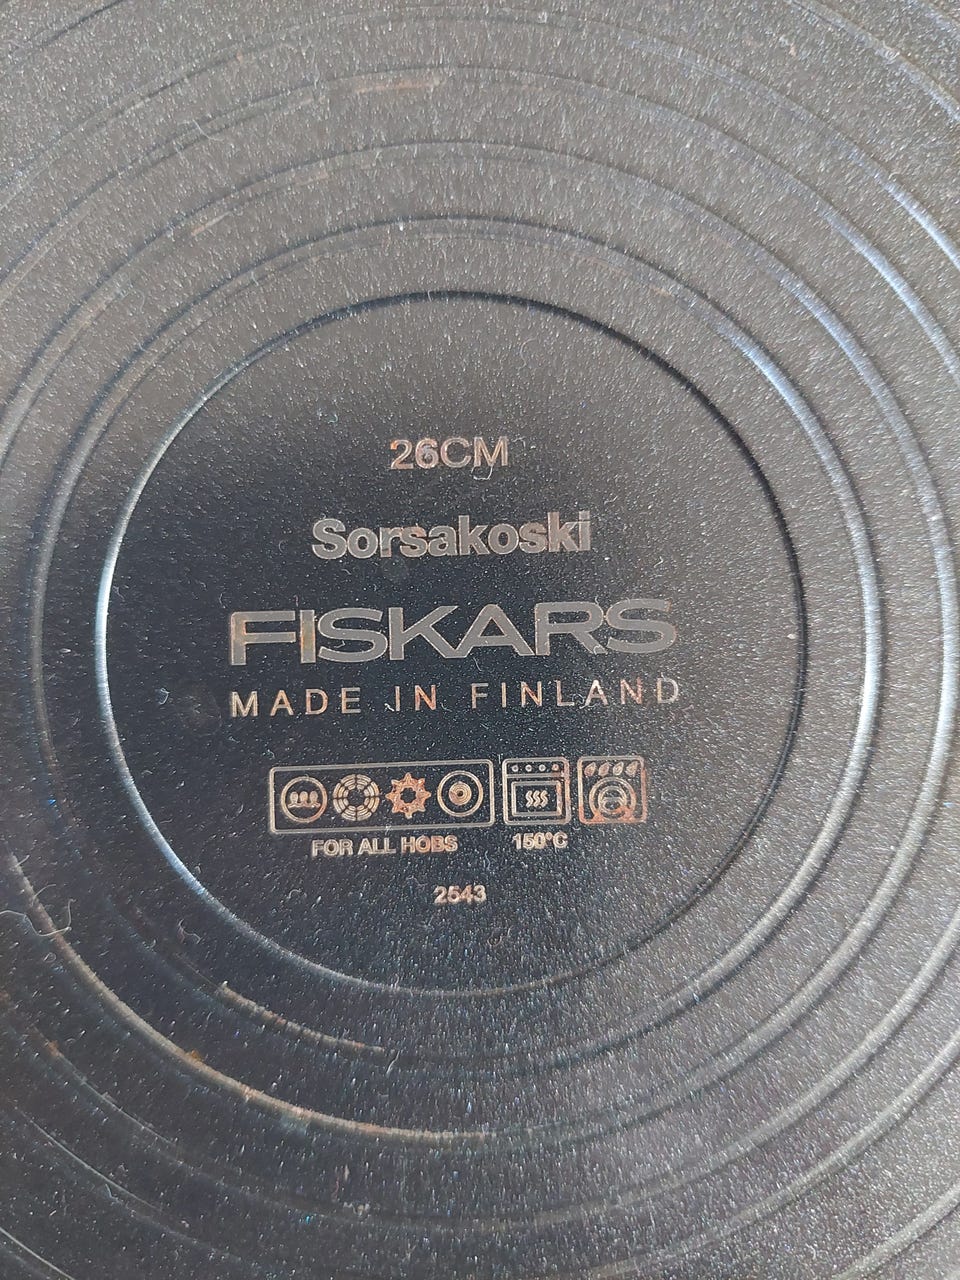 26CM
Sorsakoski
FISKARS
MADE IN FINLAND
FOR ALL HOBS 150°C
2543